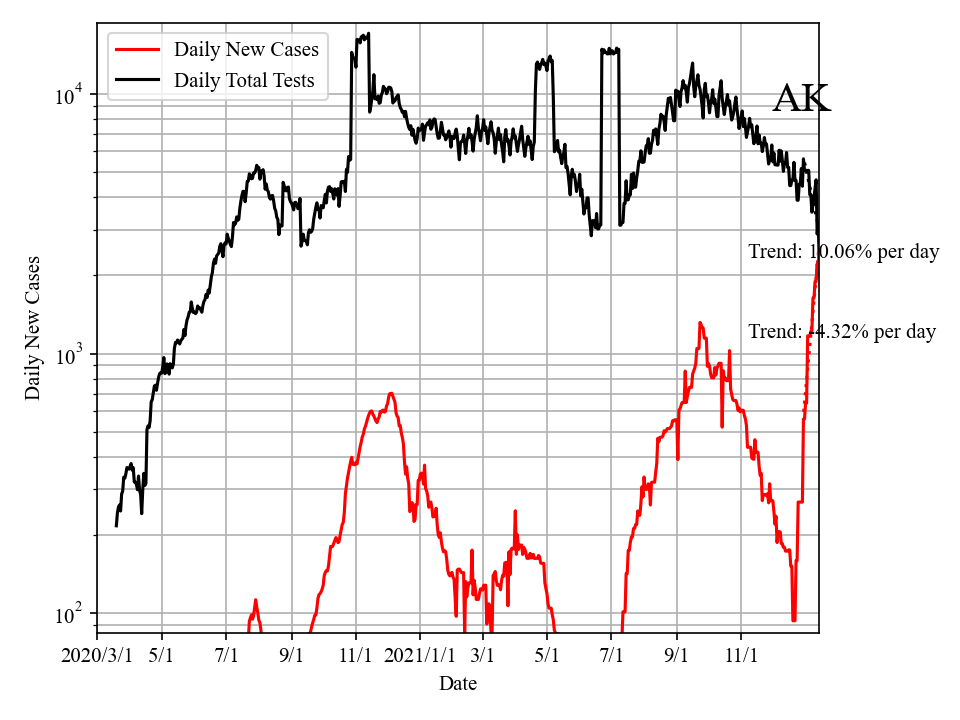 Daily New Cases
Daily Total Tests
AK
10^4
10^3
10^2
Trend: 10.06% per day
Trend: -4.32% per day
Daily New Cases
2020/3/1 5/1 7/1 9/1 11/1 2021/1/1 3/1 5/1 7/1 9/1 11/1
Date